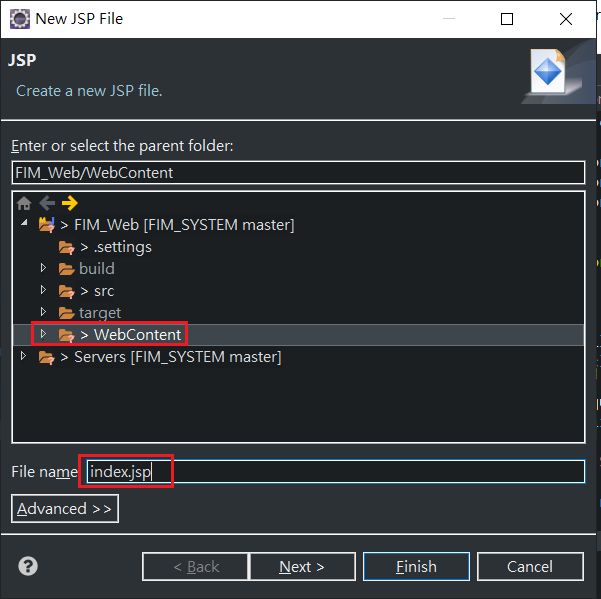 New JSP File
JSP
Create a new JSP file.
Enter or select the parent folder:
FIM_Web/WebContent
> FIM_Web [FIM_SYSTEM master]
> .settings
build
> src
target
> WebContent
> Servers [FIM_SYSTEM master]
File name index.jsp
Advanced >>
< Back Next > Finish Cancel